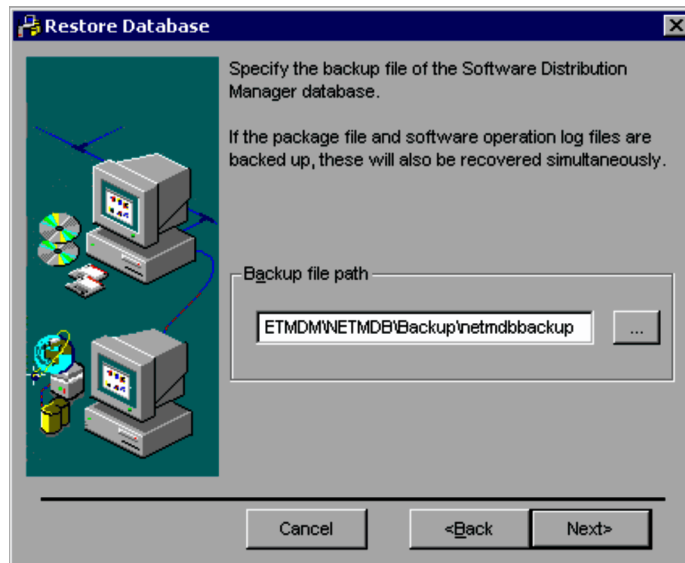 Restore Database
Specify the backup file of the Software Distribution
Manager database.
If the package file and software operation log files are
backed up, these will also be recovered simultaneously.
Backup file path
ETMDM\NETMDB\Backup\netmdbbackup
...
Cancel
<Back
Next>